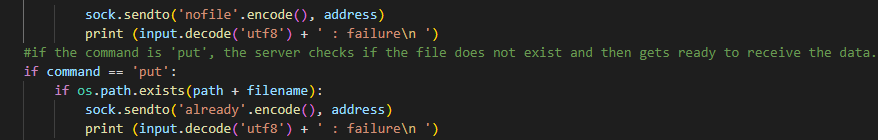 sock.sendto('nofile'.encode(), address)
print (input.decode('utf8') + ' : failure\n ')
#if the command is 'put', the server checks if the file does not exist and then gets ready to receive the data.
if command == 'put':
if os.path.exists(path + filename):
sock.sendto('already'.encode(), address)
print (input.decode('utf8') + ' : failure\n ')